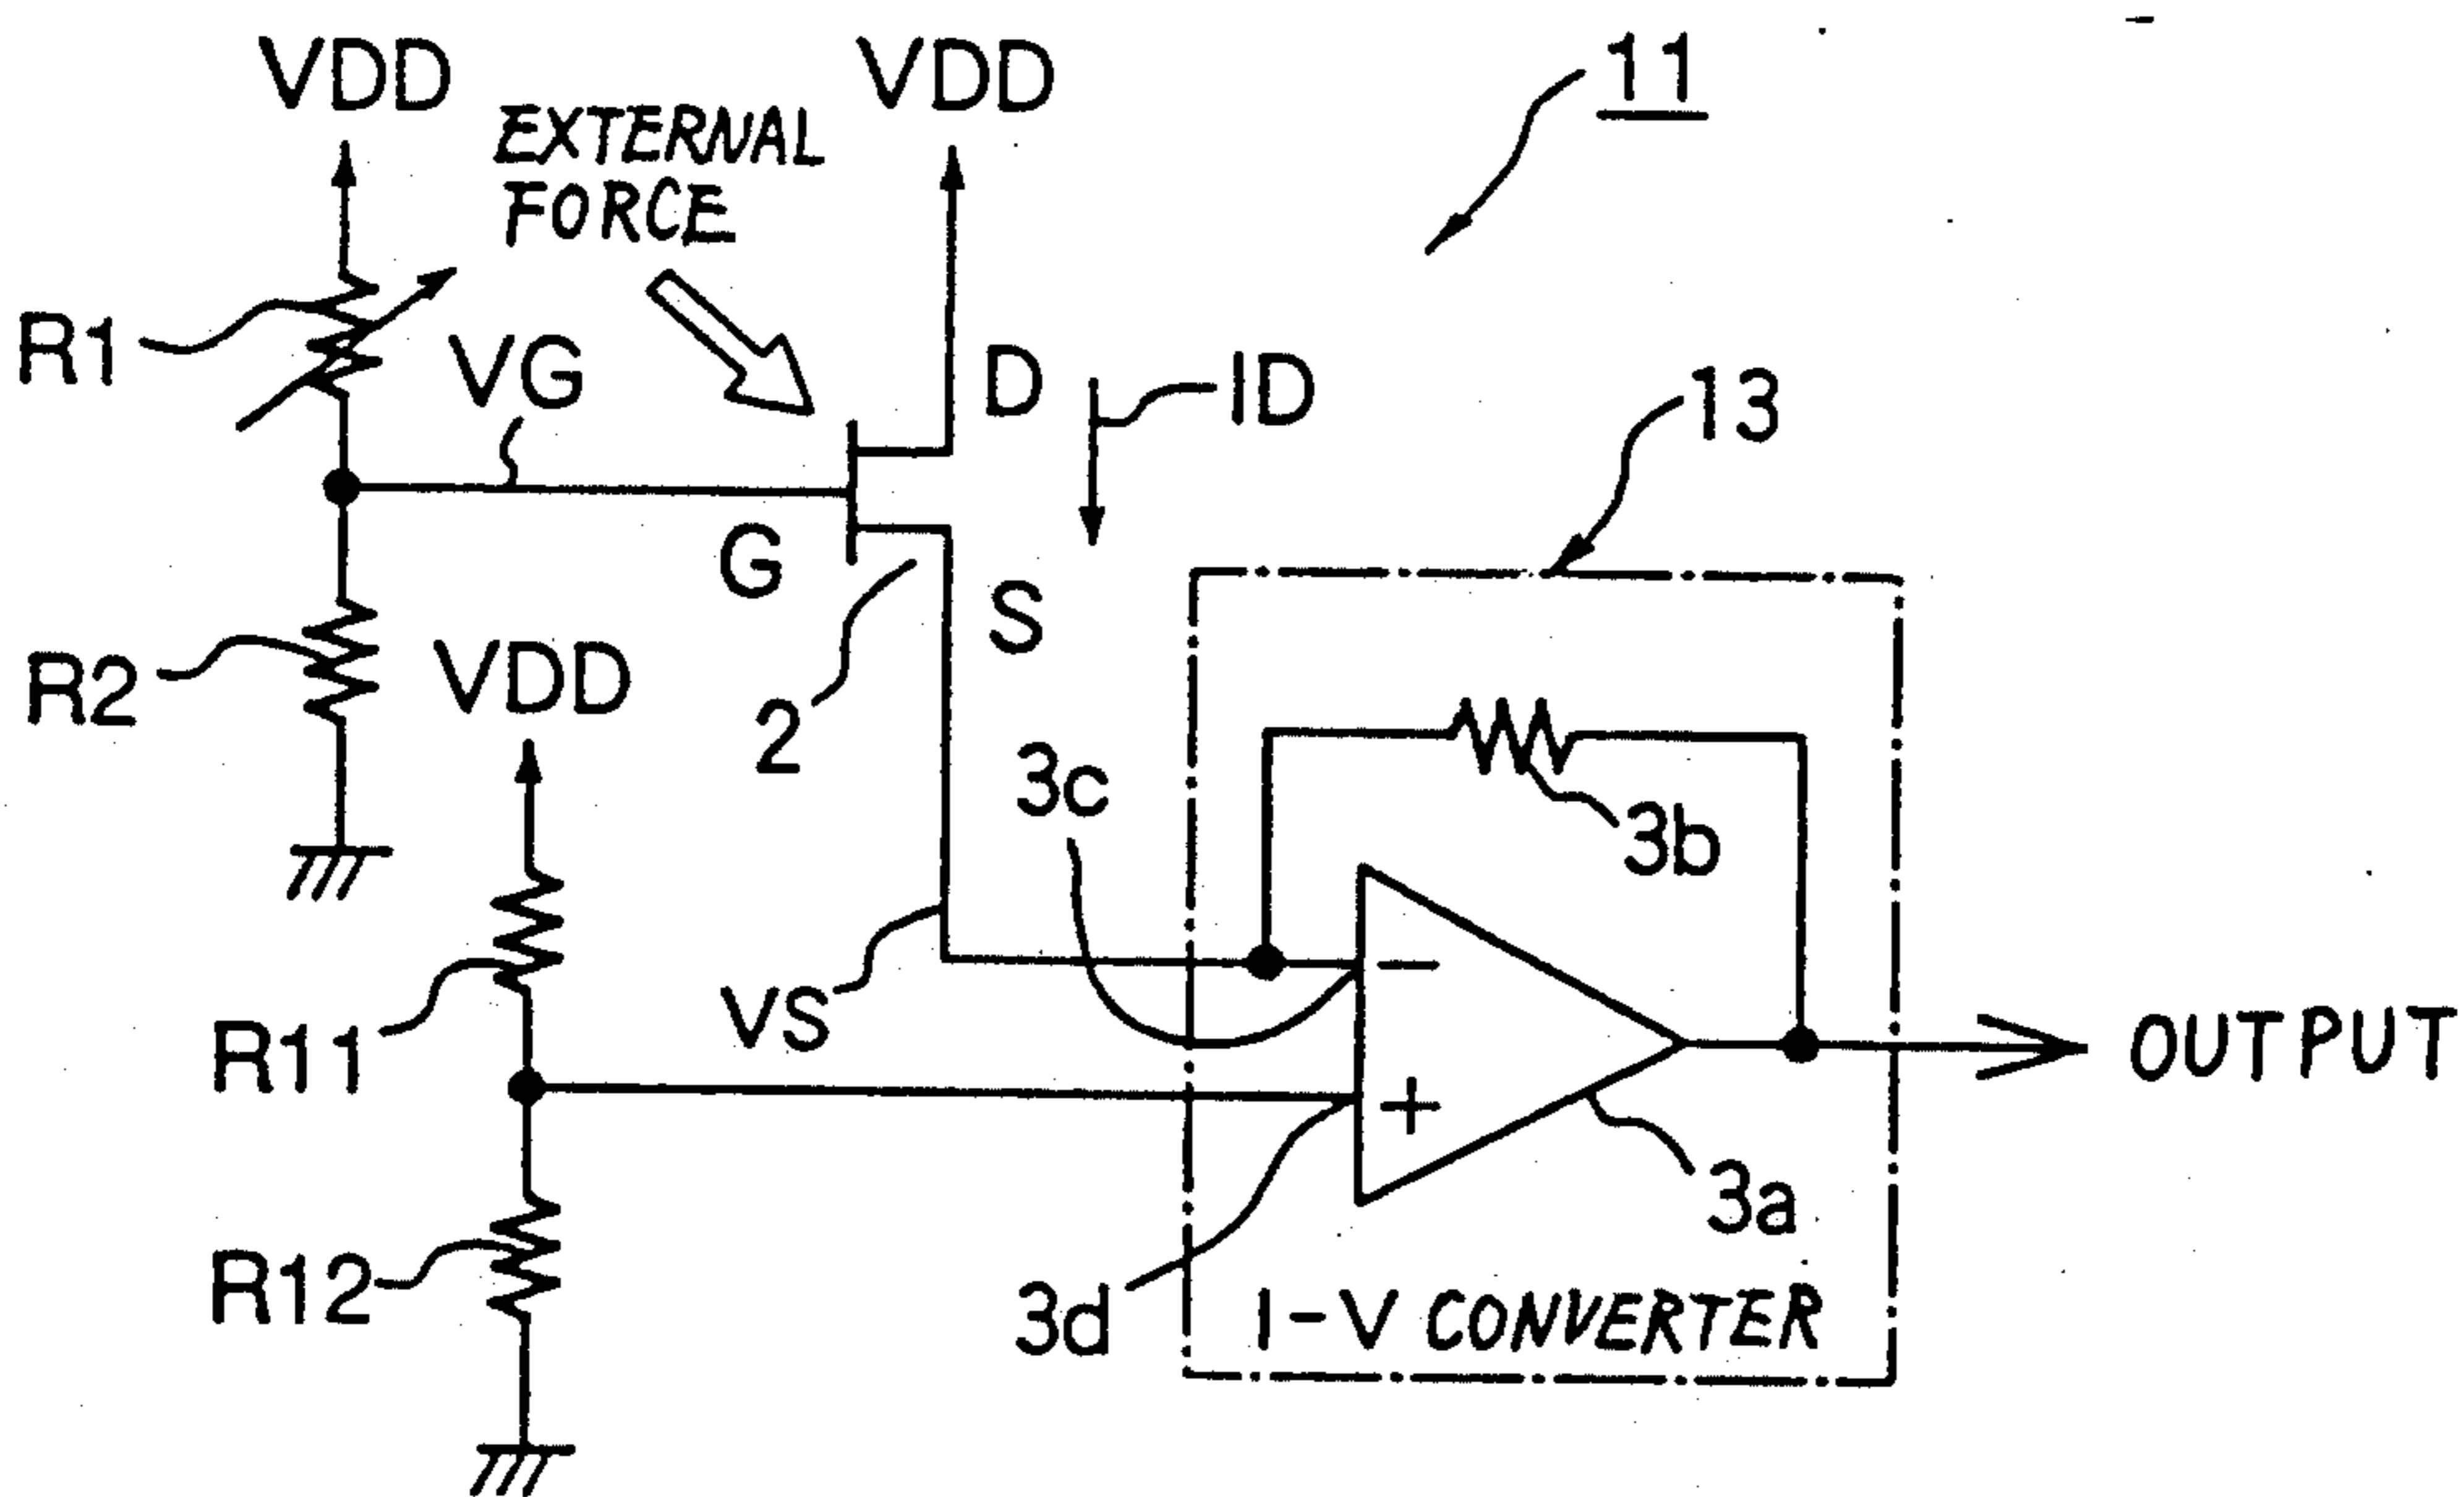 VDD
VDD
11
EXTERNAL
FORCE
R1
VG
D
ID
13
G
S
R2
VDD
2
3c
3b
VS
R11
OUTPUT
3a
R12
3d
I-V CONVERTER
-
+